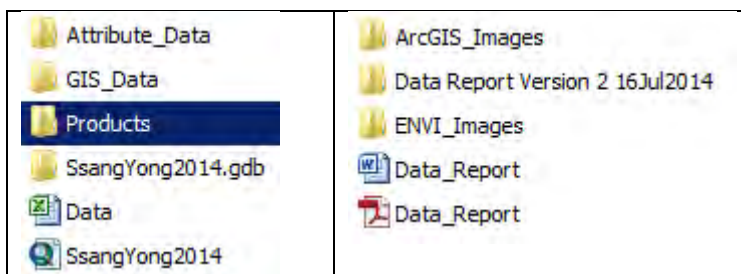 Attribute_Data
GIS_Data
Products
SsangYong2014.gdb
Data
SsangYong2014
ArcGIS_Images
Data Report Version 2 16Jul2014
ENVI_Images
Data_Report
Data_Report